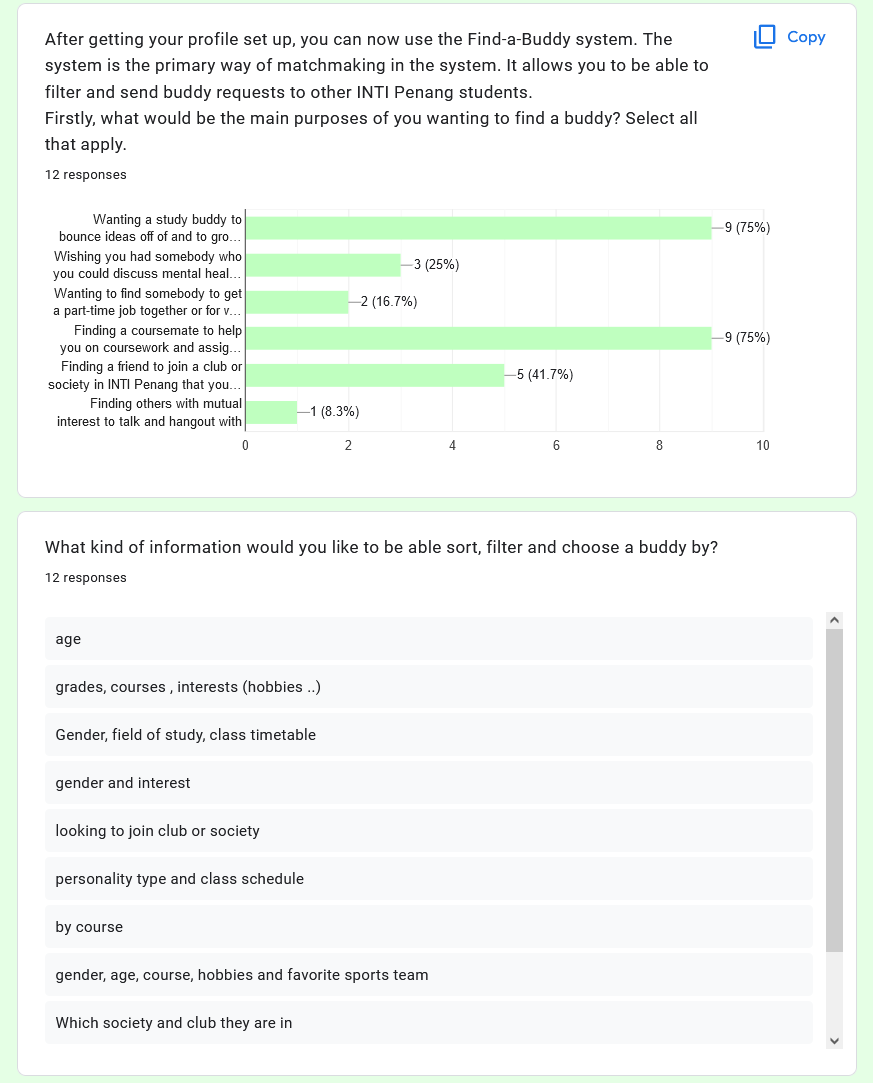 After getting your profile set up, you can now use the Find-a-Buddy system. The
system is the primary way of matchmaking in the system. It allows you to be able to
filter and send buddy requests to other INTI Penang students.
Firstly, what would be the main purposes of you wanting to find a buddy? Select all
that apply.
Copy
12 responses
Wanting a study buddy to
bounce ideas off of and to gro…
9 (75%)
Wishing you had somebody who
you could discuss mental heal…
3 (25%)
Wanting to find somebody to get
a part-time job together or for v…
2 (16.7%)
Finding a coursemate to help
you on coursework and assig…
9 (75%)
Finding a friend to join a club or
society in INTI Penang that you…
5 (41.7%)
Finding others with mutual
interest to talk and hangout with
1 (8.3%)
0 2 4 6 8 10
What kind of information would you like to be able sort, filter and choose a buddy by?
12 responses
age
grades, courses , interests (hobbies ..)
Gender, field of study, class timetable
gender and interest
looking to join club or society
personality type and class schedule
by course
gender, age, course, hobbies and favorite sports team
Which society and club they are in